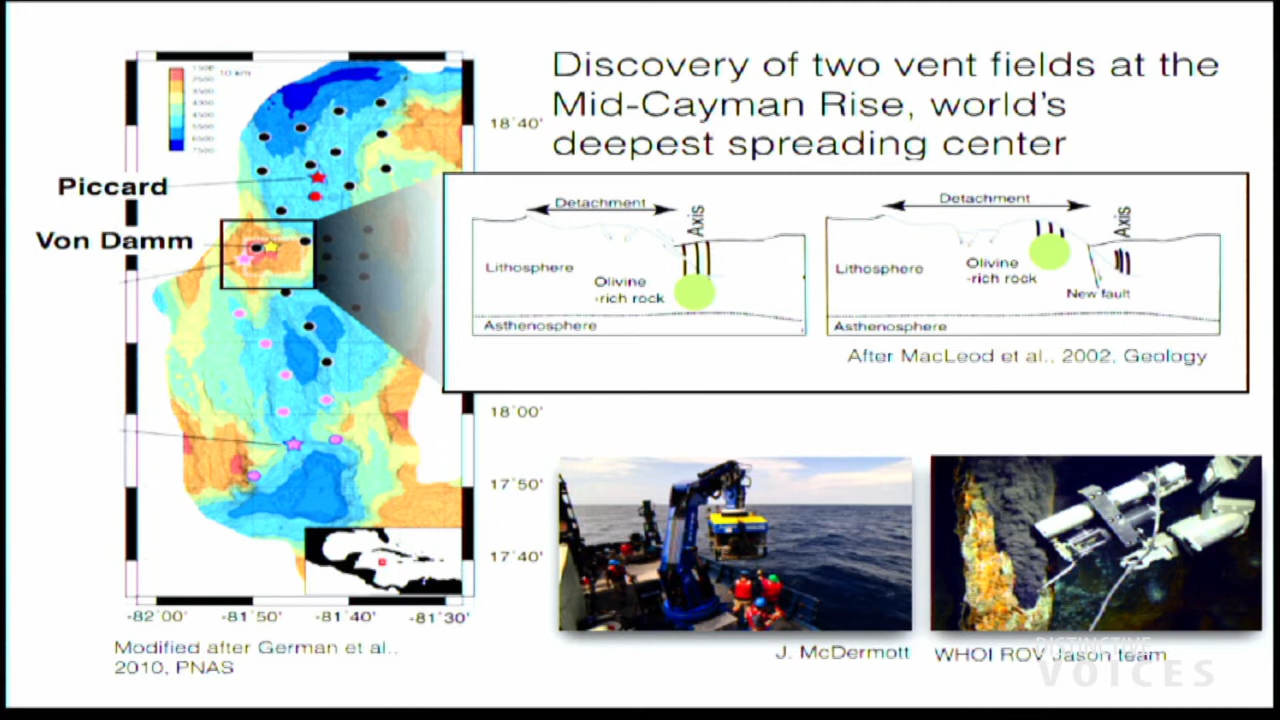 Discovery of two vent fields at the
Mid-Cayman Rise, world's
deepest spreading center
10 km
Piccard
Von Damm
18°40'
18°00'
17°50'
17°40'
-82°00'
-81°50'
-81°40'
-81°30'
Modified after German et al.,
2010, PNAS
Detachment
Axis
Lithosphere
Olivine
-rich rock
Asthenosphere
Detachment
Axis
Lithosphere
Olivine
-rich rock
New fault
Asthenosphere
After MacLeod et al., 2002, Geology
J. McDermott
WHOI ROV Jason team
DISTINCTIVE
VOICES